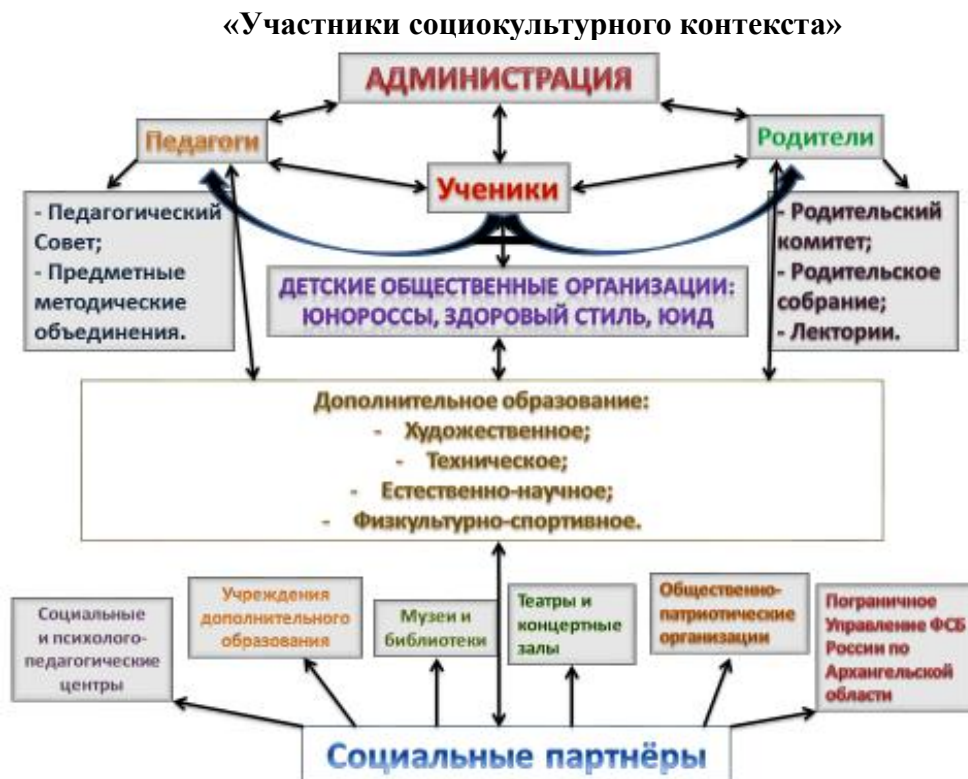 «Участники социокультурного контекста»
АДМИНИСТРАЦИЯ
Педагоги
Родители
Ученики
- Педагогический
Совет;
- Предметные
методические
объединения.
- Родительский
комитет;
- Родительское
собрание;
- Лектории.
ДЕТСКИЕ ОБЩЕСТВЕННЫЕ ОРГАНИЗАЦИИ:
ЮНОРОССЫ, ЗДОРОВЫЙ СТИЛЬ, ЮИД
Дополнительное образование:
- Художественное;
- Техническое;
- Естественно-научное;
- Физкультурно-спортивное.
Социальные
и психолого-
педагогические
центры
Учреждения
дополнительного
образования
Музеи и
библиотеки
Театры и
концертные
залы
Общественно-
патриотические
организации
Пограничное
Управление ФСБ
России по
Архангельской
области
Социальные партнёры